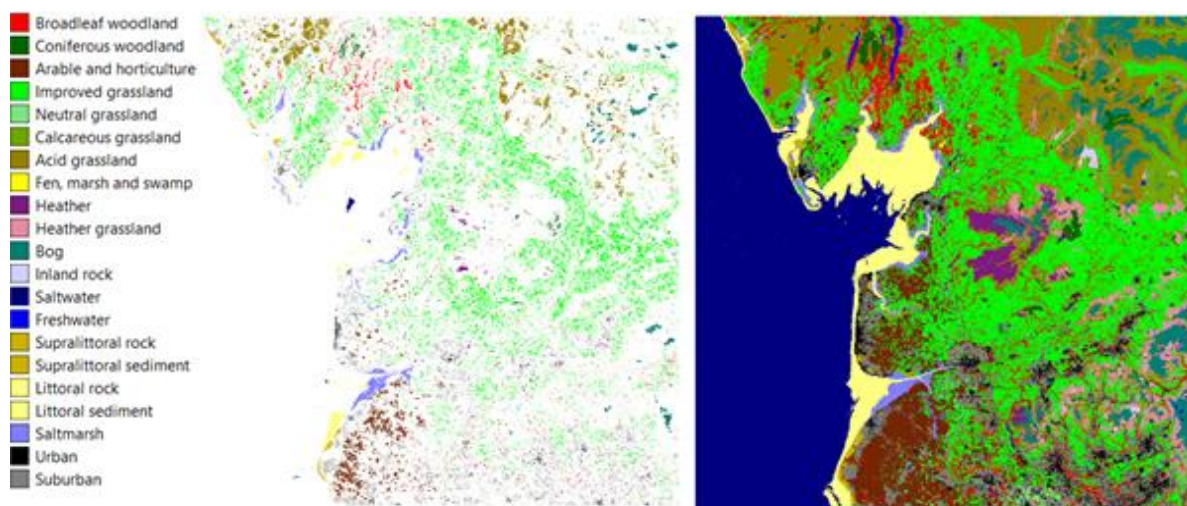 Broadleaf woodland
Coniferous woodland
Arable and horticulture
Improved grassland
Neutral grassland
Calcareous grassland
Acid grassland
Fen, marsh and swamp
Heather
Heather grassland
Bog
Inland rock
Saltwater
Freshwater
Supralittoral rock
Supralittoral sediment
Littoral rock
Littoral sediment
Saltmarsh
Urban
Suburban